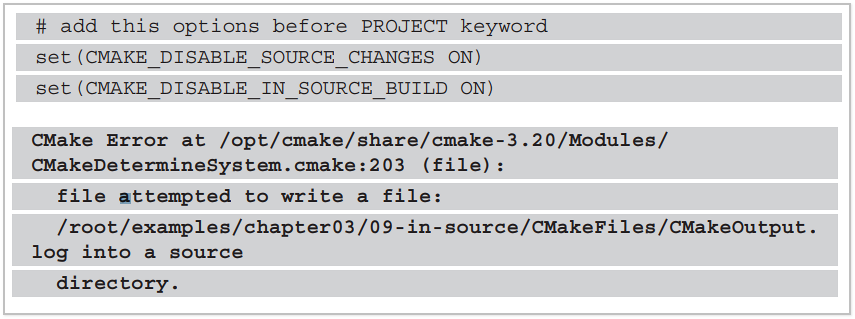 # add this options before PROJECT keyword
set(CMAKE_DISABLE_SOURCE_CHANGES ON)
set(CMAKE_DISABLE_IN_SOURCE_BUILD ON)
CMake Error at /opt/cmake/share/cmake-3.20/Modules/
CMakeDetermineSystem.cmake:203 (file):
file attempted to write a file:
/root/examples/chapter03/09-in-source/CMakeFiles/CMakeOutput.
log into a source
directory.